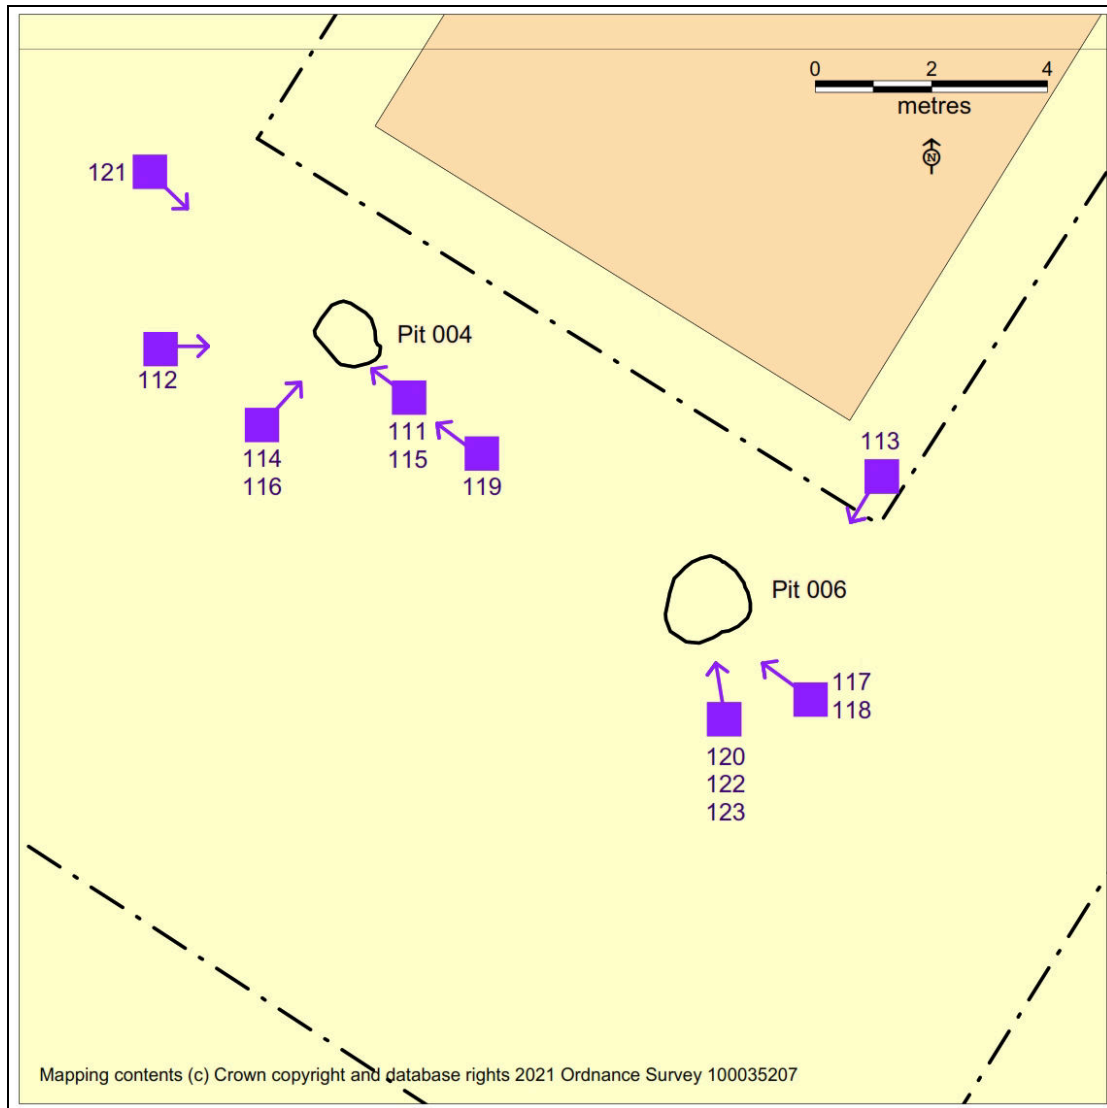 0 2 4
metres
N
121
Pit 004
112
111
115
114
116
119
113
Pit 006
117
118
120
122
123
Mapping contents (c) Crown copyright and database rights 2021 Ordnance Survey 100035207